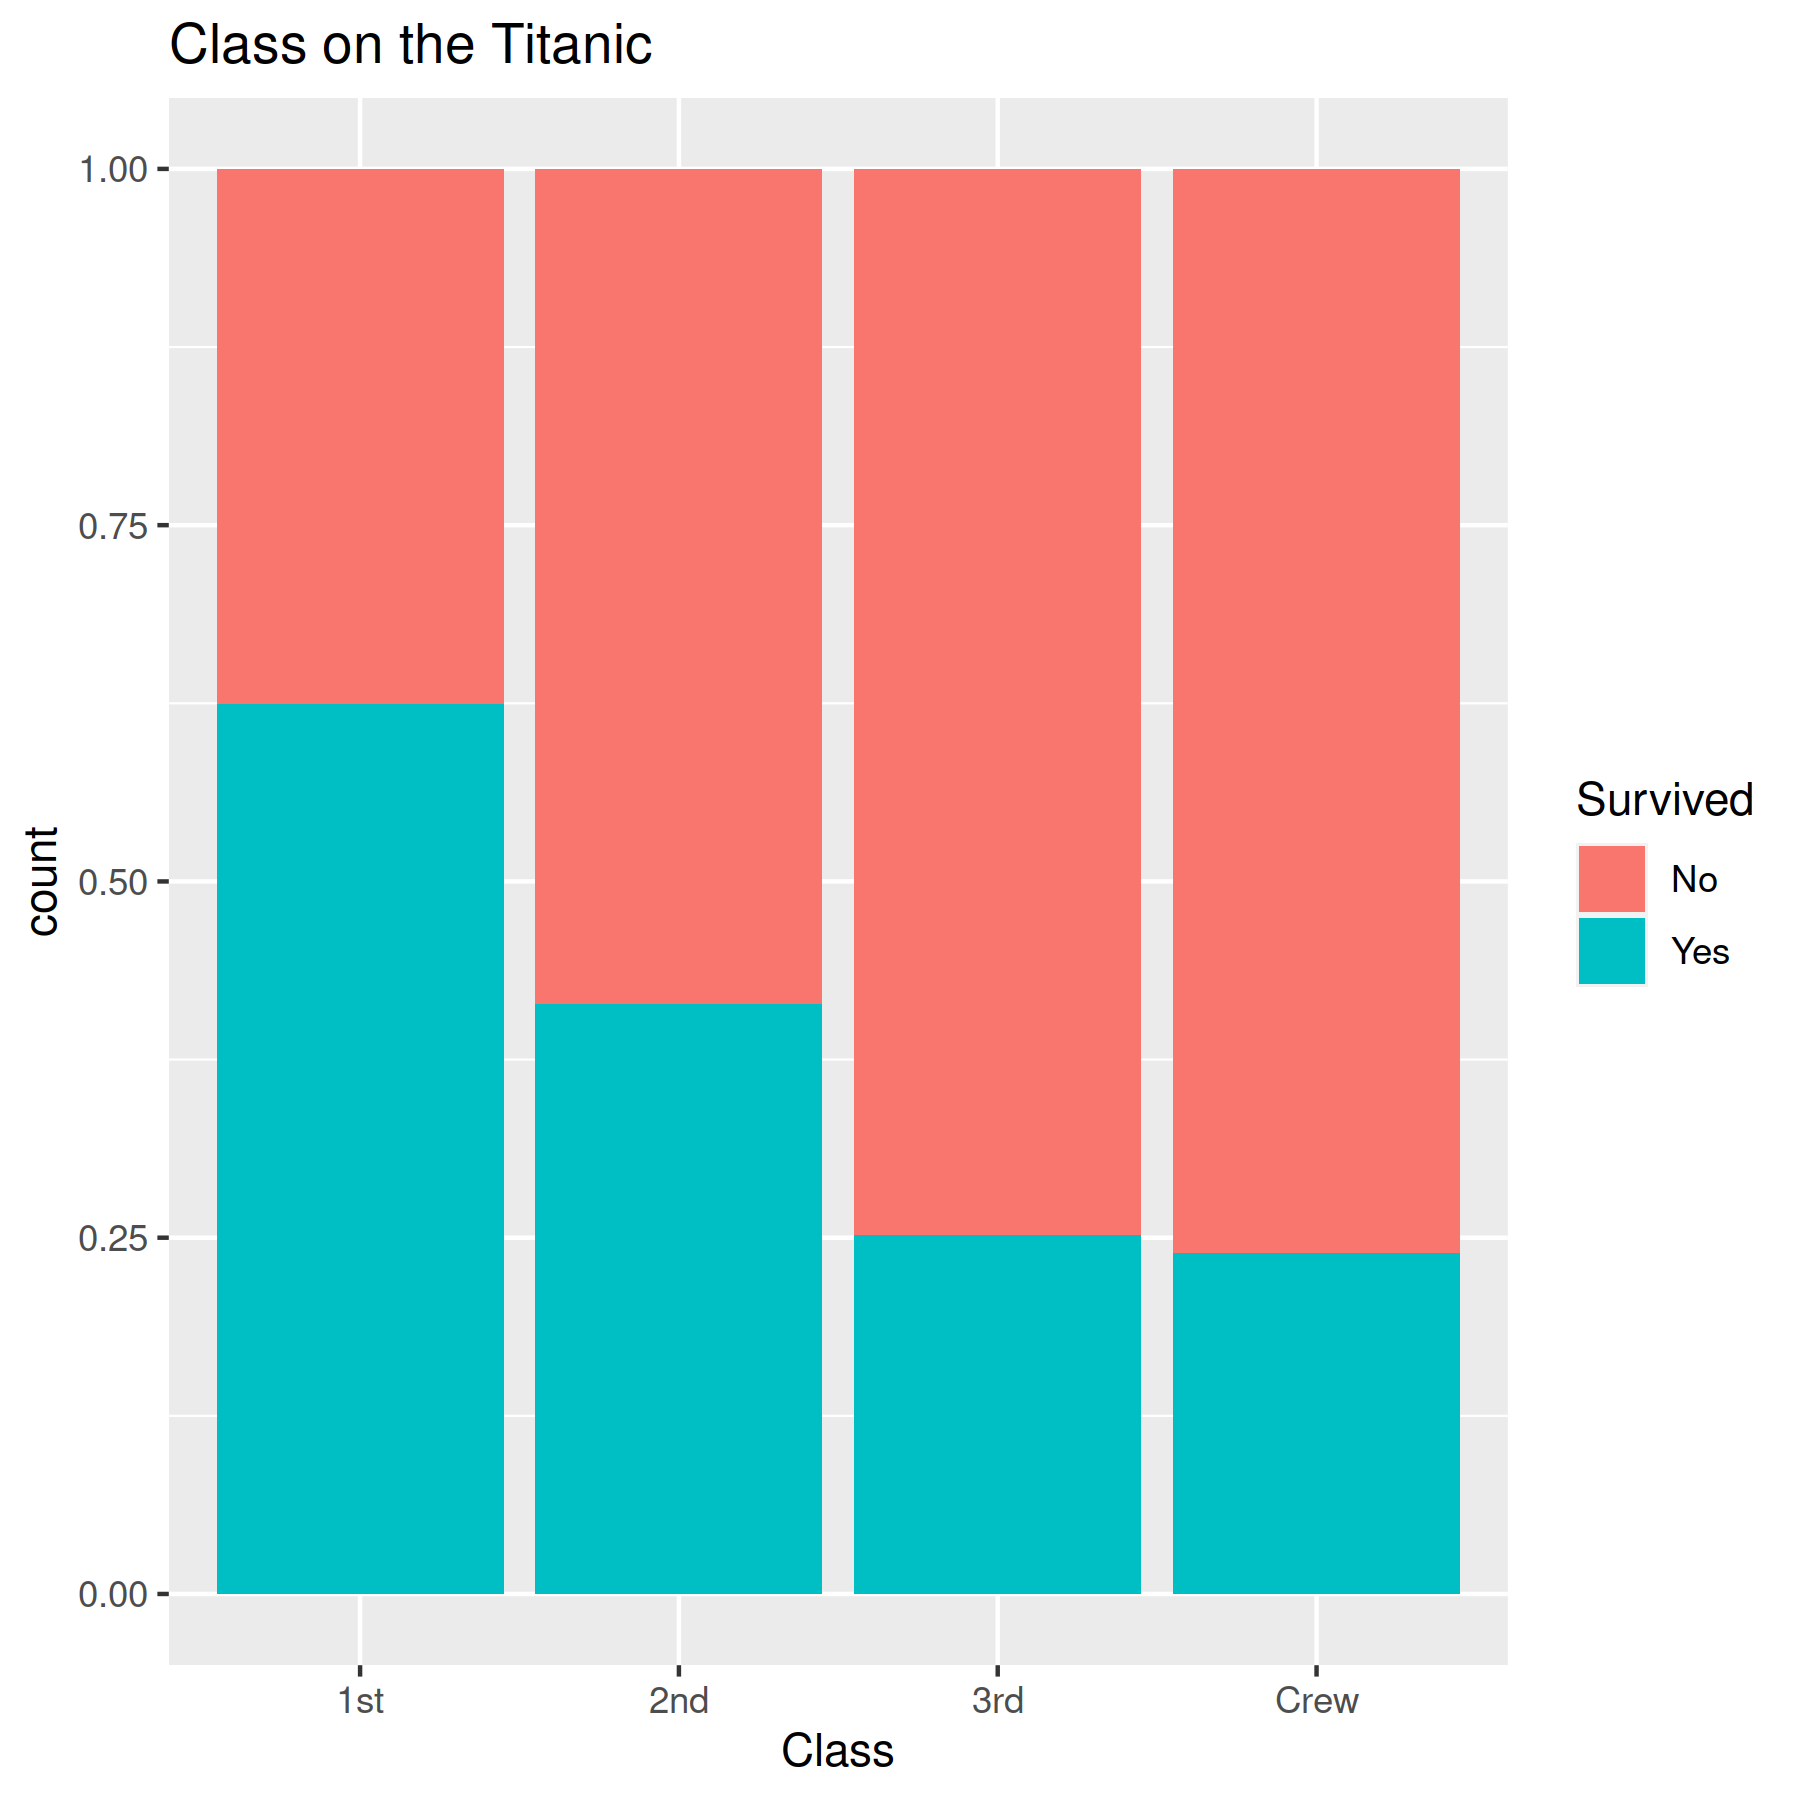 Class on the Titanic
1.00
0.75
0.50
0.25
0.00
count
1st
2nd
3rd
Crew
Class
Survived
No
Yes